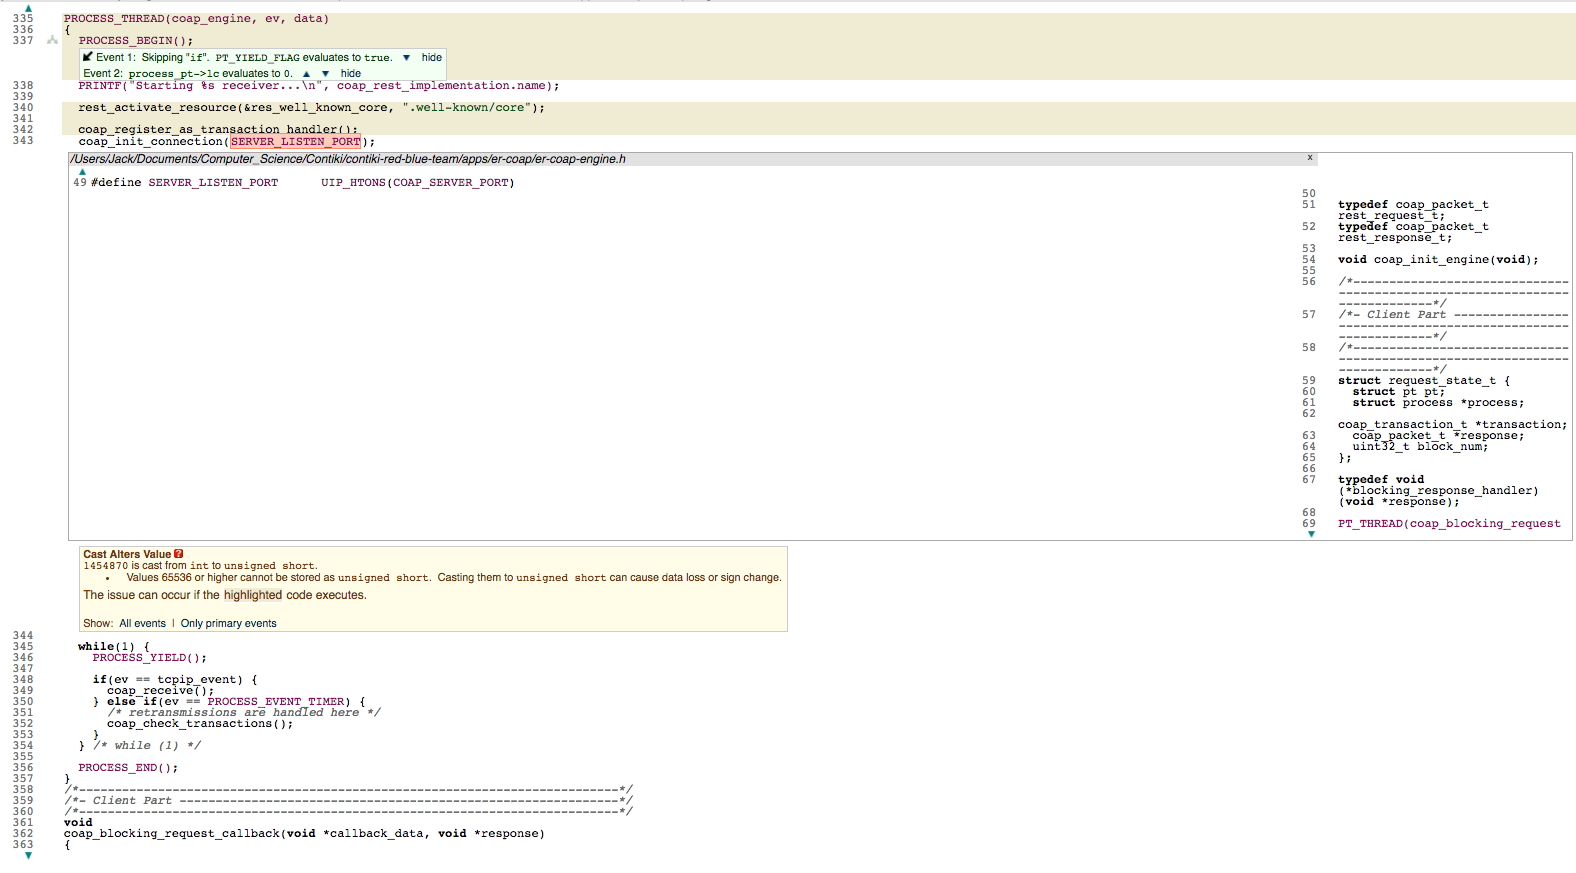 335 PROCESS_THREAD(coap_engine, ev, data)
336 {
337 PROCESS_BEGIN();
Event 1: Skipping "if". PT_YIELD_FLAG evaluates to true. ▼ hide
Event 2: process_pt->lc evaluates to 0. ▲ ▼ hide
338 PRINTF("Starting %s receiver...\n", coap_rest_implementation.name);
339
340 rest_activate_resource(&res_well_known_core, ".well-known/core");
341
342 coap_register_as_transaction_handler();
343 coap_init_connection(SERVER_LISTEN_PORT);
/Users/Jack/Documents/Computer_Science/Contiki/contiki-red-blue-team/apps/er-coap/er-coap-engine.h x
49 #define SERVER_LISTEN_PORT UIP_HTONS(COAP_SERVER_PORT)
50
51 typedef coap_packet_t
rest_request_t;
52 typedef coap_packet_t
rest_response_t;
53
54 void coap_init_engine(void);
55
56 /*--------------------------------
--------------------------------
-------------*/
57 /*- Client Part ----------------
--------------------------------
-------------*/
58 /*--------------------------------
--------------------------------
-------------*/
59 struct request_state_t {
60 struct pt pt;
61 struct process *process;
62
coap_transaction_t *transaction;
63 coap_packet_t *response;
64 uint32_t block_num;
65 };
66
67 typedef void
(*blocking_response_handler)
(void *response);
68
69 PT_THREAD(coap_blocking_request
Cast Alters Value ?
1454870 is cast from int to unsigned short.
• Values 65536 or higher cannot be stored as unsigned short. Casting them to unsigned short can cause data loss or sign change.
The issue can occur if the highlighted code executes.
Show: All events | Only primary events
344
345 while(1) {
346 PROCESS_YIELD();
347
348 if(ev == tcpip_event) {
349 coap_receive();
350 } else if(ev == PROCESS_EVENT_TIMER) {
351 /* retransmissions are handled here */
352 coap_check_transactions();
353 }
354 } /* while (1) */
355
356 PROCESS_END();
357 }
358 /*---------------------------------------------------------------------------*/
359 /*- Client Part -------------------------------------------------------------*/
360 /*---------------------------------------------------------------------------*/
361 void
362 coap_blocking_request_callback(void *callback_data, void *response)
363 {